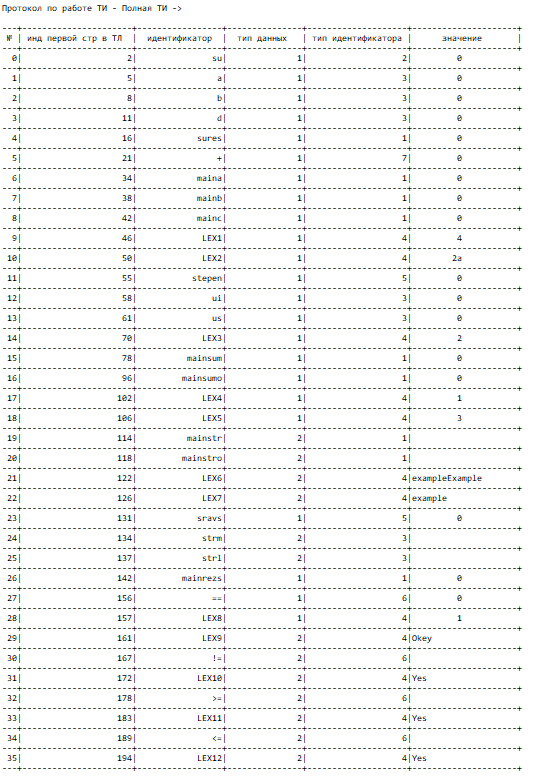 Протокол по работе ТИ - Полная ТИ ->
№ | инд первой стр в ТЛ | идентификатор | тип данных | тип идентификатора | значение |
0| 2| su| 1| 2| 0
1| 5| a| 1| 3| 0
2| 8| b| 1| 3| 0
3| 11| d| 1| 3| 0
4| 16| sures| 1| 1| 0
5| 21| +| 1| 7| 0
6| 34| maina| 1| 1| 0
7| 38| mainb| 1| 1| 0
8| 42| mainc| 1| 1| 0
9| 46| LEX1| 1| 4| 4
10| 50| LEX2| 1| 4| 2a
11| 55| stepen| 1| 5| 0
12| 58| ui| 1| 3| 0
13| 61| us| 1| 3| 0
14| 70| LEX3| 1| 4| 2
15| 78| mainsum| 1| 1| 0
16| 96| mainsumo| 1| 1| 0
17| 102| LEX4| 1| 4| 1
18| 106| LEX5| 1| 4| 3
19| 114| mainstr| 2| 1|
20| 118| mainstro| 2| 1|
21| 122| LEX6| 2| 4|exampleExample
22| 126| LEX7| 2| 4|example
23| 131| sravs| 1| 5| 0
24| 134| strm| 2| 3|
25| 137| strl| 2| 3|
26| 142| mainrezs| 1| 1| 0
27| 156| ==| 1| 6| 0
28| 157| LEX8| 1| 4| 1
29| 161| LEX9| 2| 4|Okey
30| 167| !=| 2| 6|
31| 172| LEX10| 2| 4|Yes
32| 178| >=| 2| 6|
33| 183| LEX11| 2| 4|Yes
34| 189| <=| 2| 6|
35| 194| LEX12| 2| 4|Yes